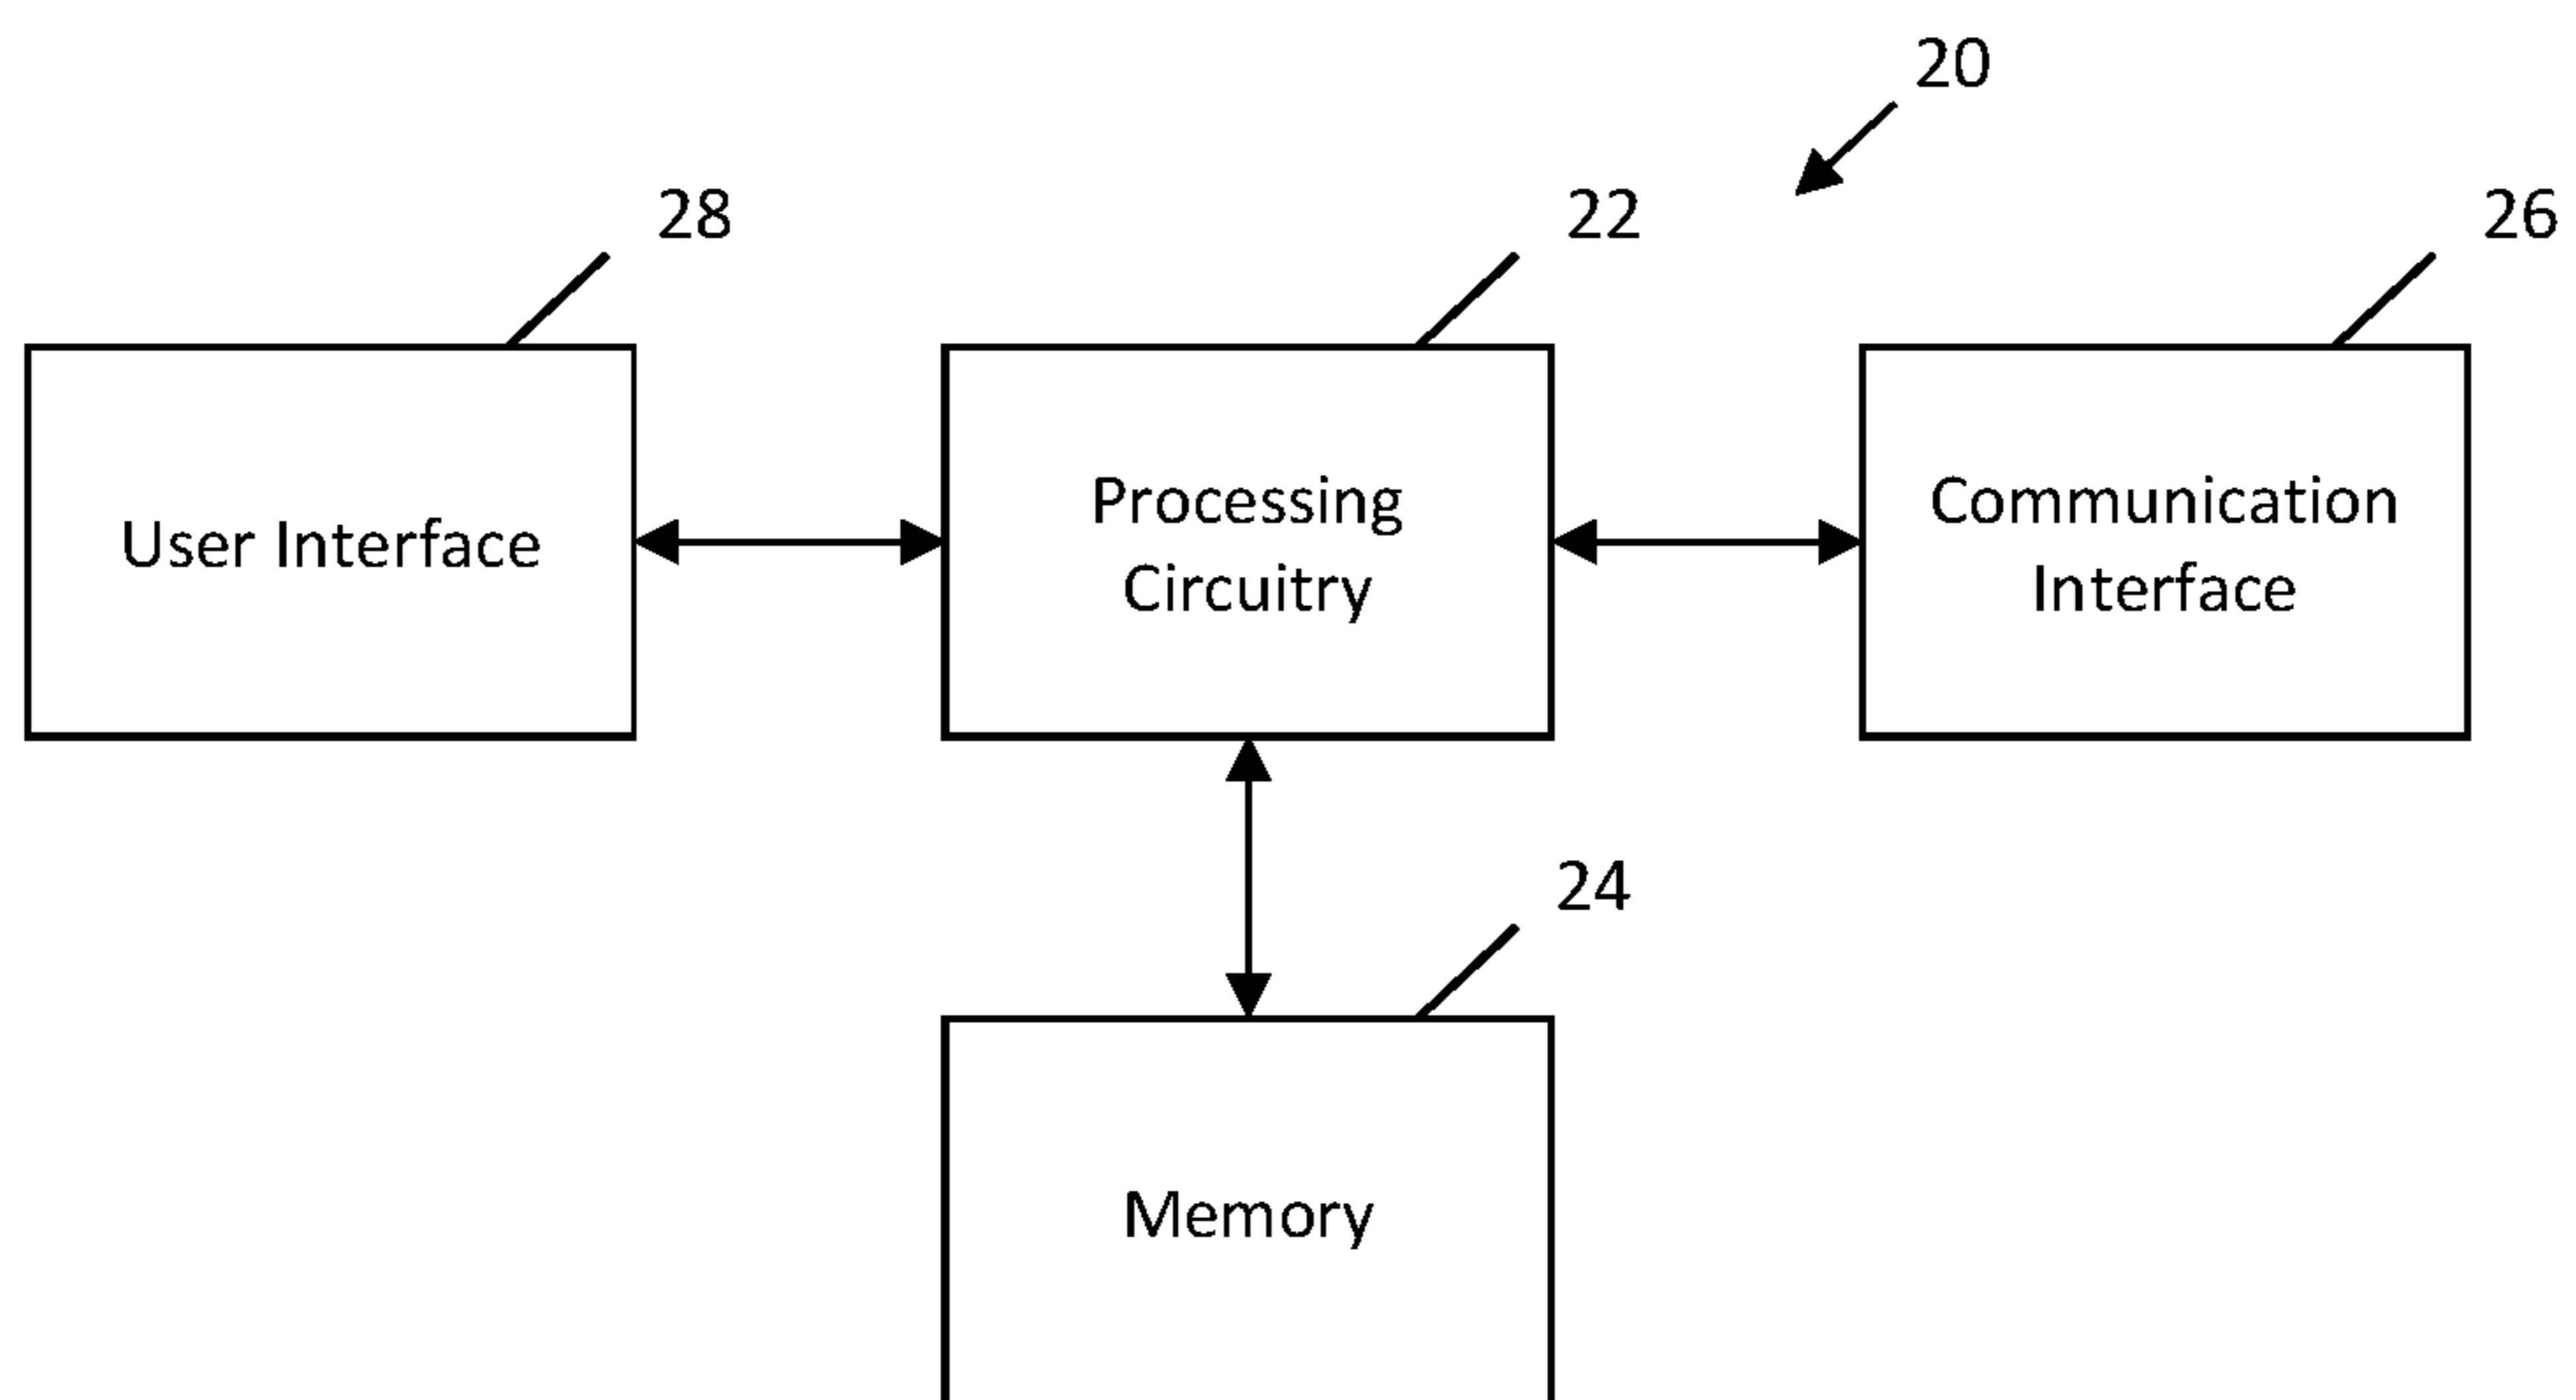 20
28
22
26
User Interface
Processing
Circuitry
Communication
Interface
24
Memory